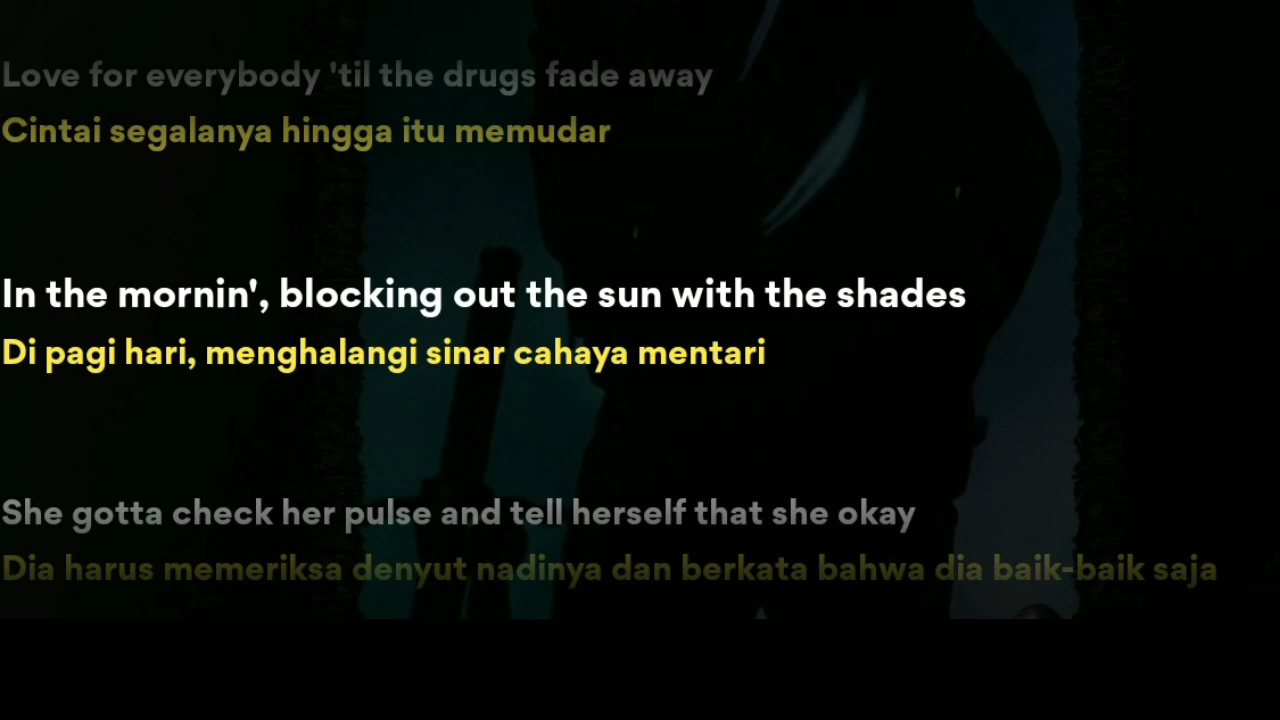 Love for everybody 'til the drugs fade away
Cintai segalanya hingga itu memudar
In the mornin', blocking out the sun with the shades
Di pagi hari, menghalangi sinar cahaya mentari
She gotta check her pulse and tell herself that she okay
Dia harus memeriksa denyut nadinya dan berkata bahwa dia baik-baik saja